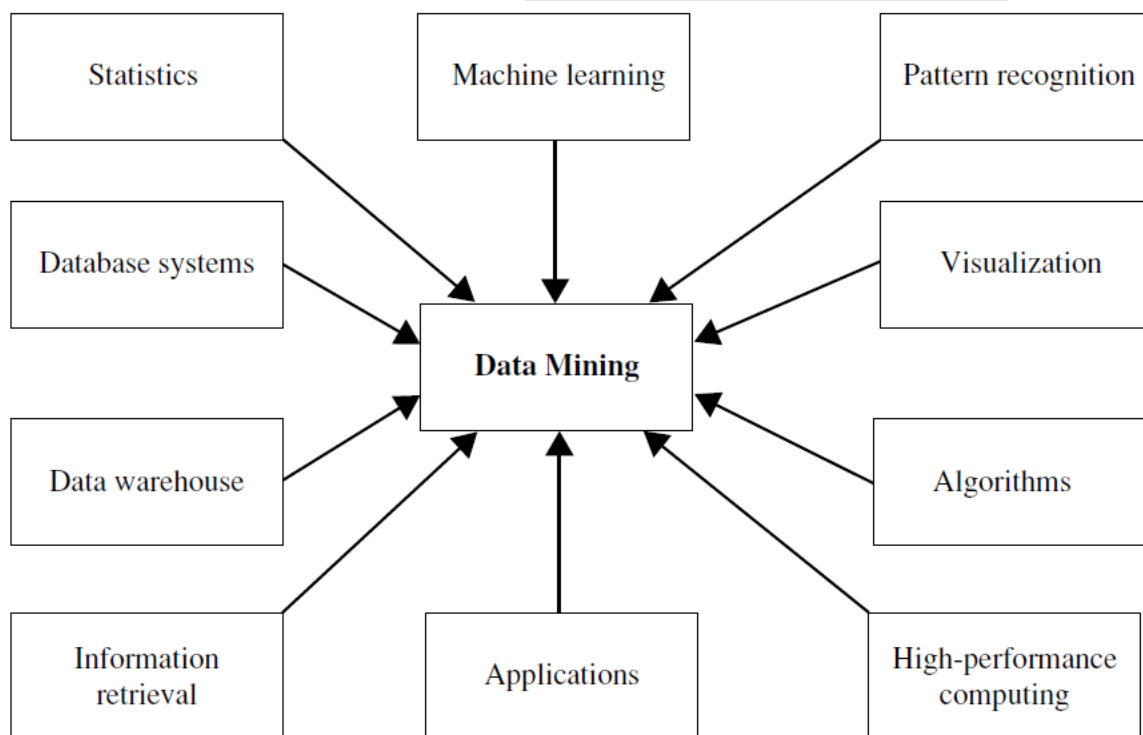 Statistics
Machine learning
Pattern recognition
Database systems
Visualization
Data Mining
Data warehouse
Algorithms
Information
retrieval
Applications
High-performance
computing